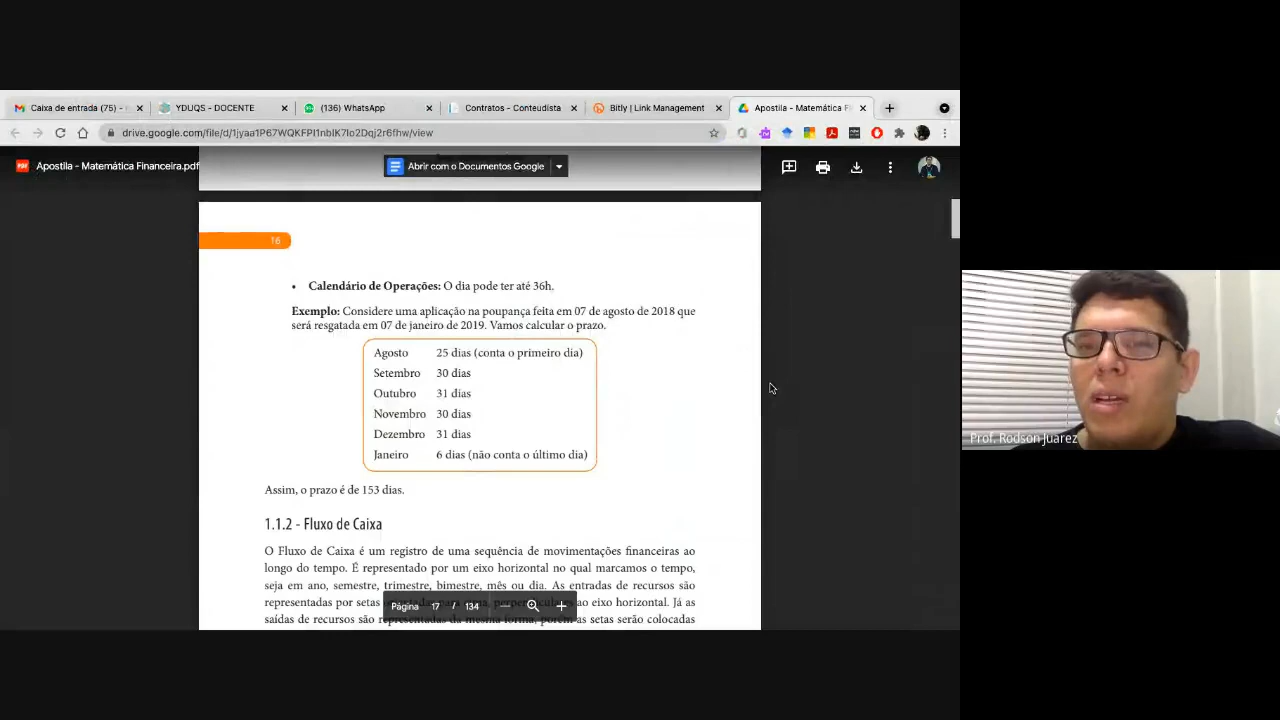 Caixa de entrada (75) -
YDUQS - DOCENTE
(136) WhatsApp
Contratos - Conteudista
Bitly | Link Management
Apostila - Matemática F
drive.google.com/file/d/1jyaa1P67WQKFPI1nbIK7Io2Dqj2r6fhw/view
Apostila - Matemática Financeira.pdf
Abrir com o Documentos Google
16
• Calendário de Operações: O dia pode ter até 36h.
Exemplo: Considere uma aplicação na poupança feita em 07 de agosto de 2018 que
será resgatada em 07 de janeiro de 2019. Vamos calcular o prazo.
Agosto 25 dias (conta o primeiro dia)
Setembro 30 dias
Outubro 31 dias
Novembro 30 dias
Dezembro 31 dias
Janeiro 6 dias (não conta o último dia)
Assim, o prazo é de 153 dias.
1.1.2 - Fluxo de Caixa
O Fluxo de Caixa é um registro de uma sequência de movimentações financeiras ao
longo do tempo. É representado por um eixo horizontal no qual marcamos o tempo,
seja em ano, semestre, trimestre, bimestre, mês ou dia. As entradas de recursos são
representadas por setas ao eixo horizontal. Já as
saídas de recursos são representadas da mesma forma, porém as setas serão colocadas
Página 17 / 134
Prof. Rodson Juarez